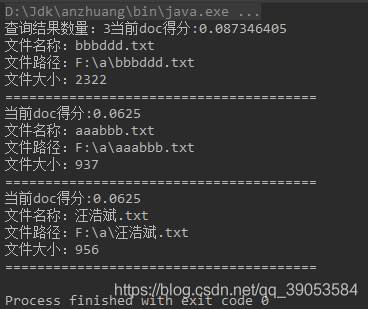 D:\Jdk\anzhuang\bin\java.exe ...
查询结果数量：3当前doc得分:0.087346405
文件名称：bbbddd.txt
文件路径：F:\a\bbbddd.txt
文件大小：2322
========================================
当前doc得分:0.0625
文件名称：aaabbb.txt
文件路径：F:\a\aaabbb.txt
文件大小：937
========================================
当前doc得分:0.0625
文件名称：汪浩斌.txt
文件路径：F:\a\汪浩斌.txt
文件大小：956
========================================
https://blog.csdn.net/qq_39053584
Process finished with exit code 0